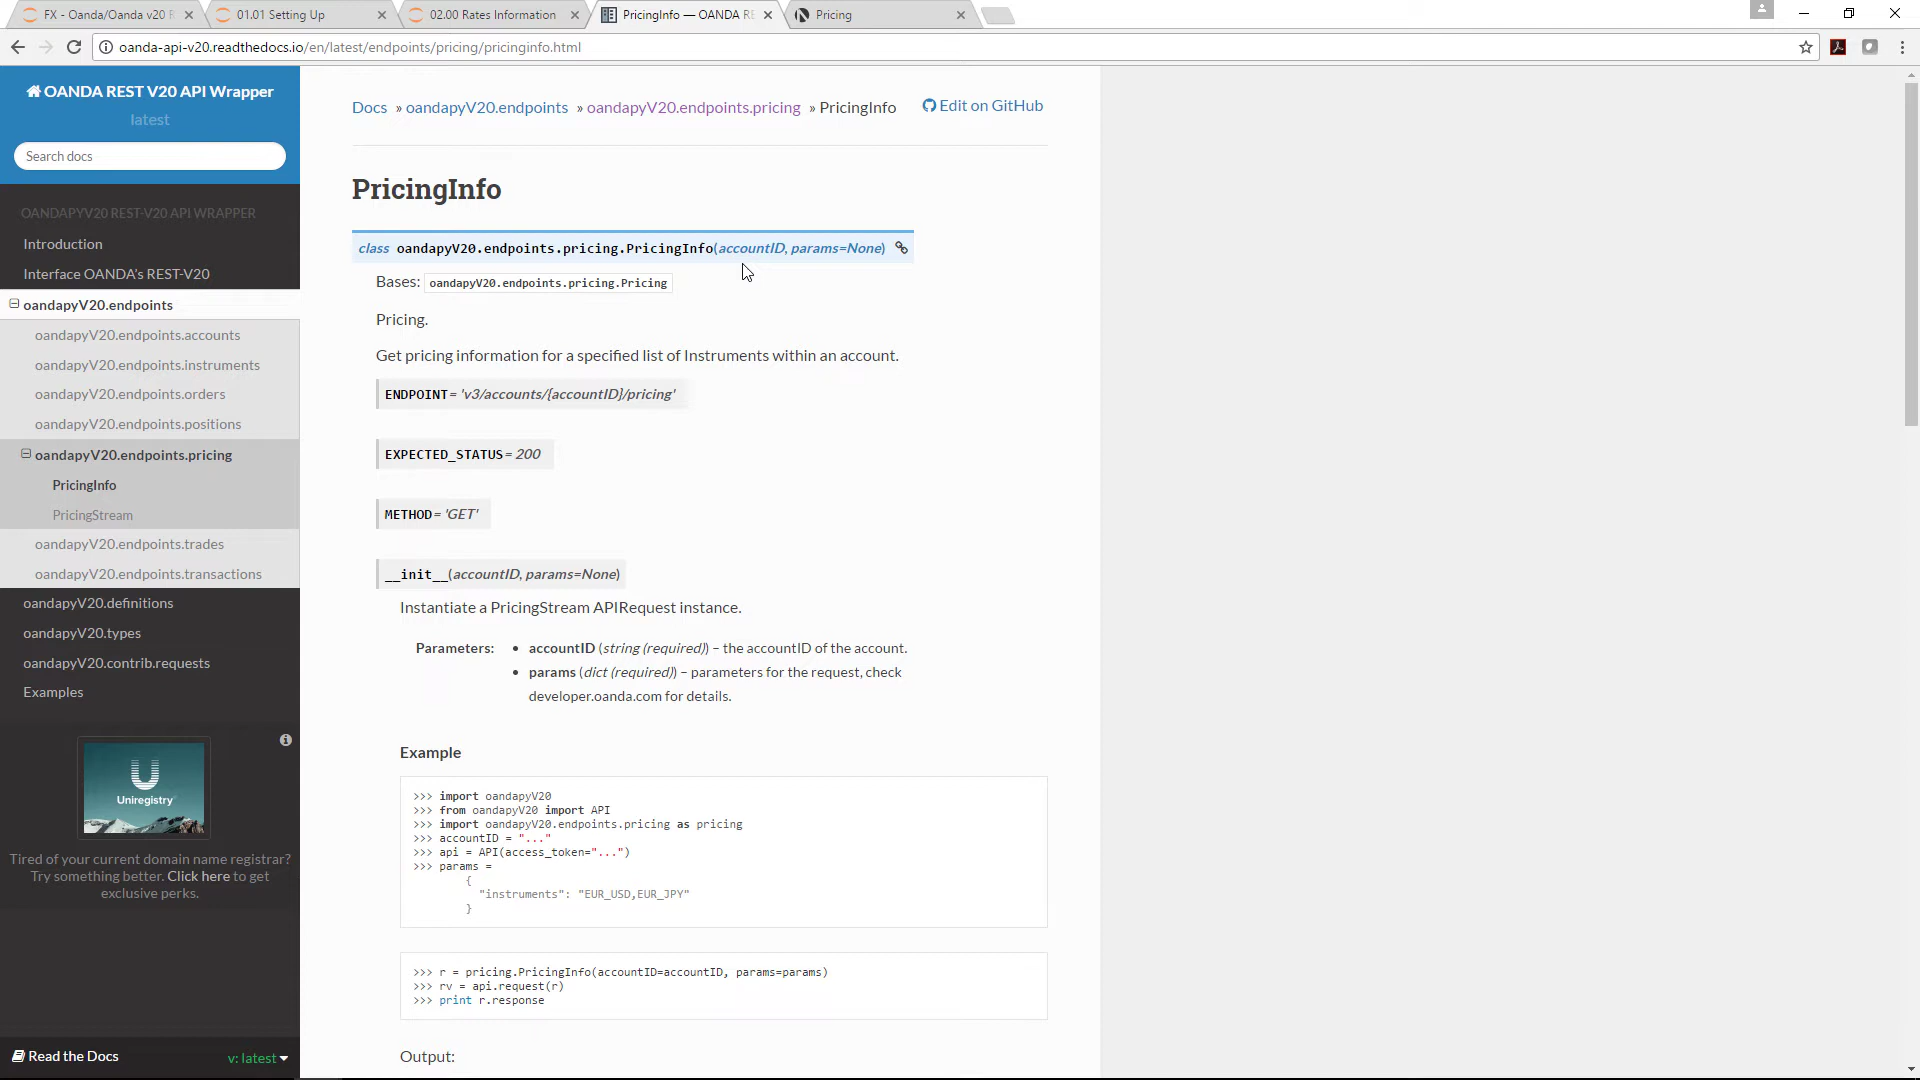 FX - Oanda/Oanda v20 R
01.01 Setting Up
02.00 Rates Information
PricingInfo — OANDA RE
Pricing
oanda-api-v20.readthedocs.io/en/latest/endpoints/pricing/pricinginfo.html
OANDA REST V20 API Wrapper
latest
Search docs
OANDAPYV20 REST-V20 API WRAPPER
Introduction
Interface OANDA's REST-V20
oandapyV20.endpoints
oandapyV20.endpoints.accounts
oandapyV20.endpoints.instruments
oandapyV20.endpoints.orders
oandapyV20.endpoints.positions
oandapyV20.endpoints.pricing
PricingInfo
PricingStream
oandapyV20.endpoints.trades
oandapyV20.endpoints.transactions
oandapyV20.definitions
oandapyV20.types
oandapyV20.contrib.requests
Examples
U
Uniregistry
Tired of your current domain name registrar?
Try something better. Click here to get
exclusive perks.
Read the Docs
v: latest
Docs » oandapyV20.endpoints » oandapyV20.endpoints.pricing » PricingInfo
Edit on GitHub
PricingInfo
class oandapyV20.endpoints.pricing.PricingInfo(accountID, params=None)
Bases: oandapyV20.endpoints.pricing.Pricing
Pricing.
Get pricing information for a specified list of Instruments within an account.
ENDPOINT= 'v3/accounts/{accountID}/pricing'
EXPECTED_STATUS= 200
METHOD= 'GET'
__init__(accountID, params=None)
Instantiate a PricingStream APIRequest instance.
Parameters:
• accountID (string (required)) – the accountID of the account.
• params (dict (required)) – parameters for the request, check
developer.oanda.com for details.
Example
>>> import oandapyV20
>>> from oandapyV20 import API
>>> import oandapyV20.endpoints.pricing as pricing
>>> accountID = "..."
>>> api = API(access_token="...")
>>> params =
{
"instruments": "EUR_USD,EUR_JPY"
}
>>> r = pricing.PricingInfo(accountID=accountID, params=params)
>>> rv = api.request(r)
>>> print r.response
Output: